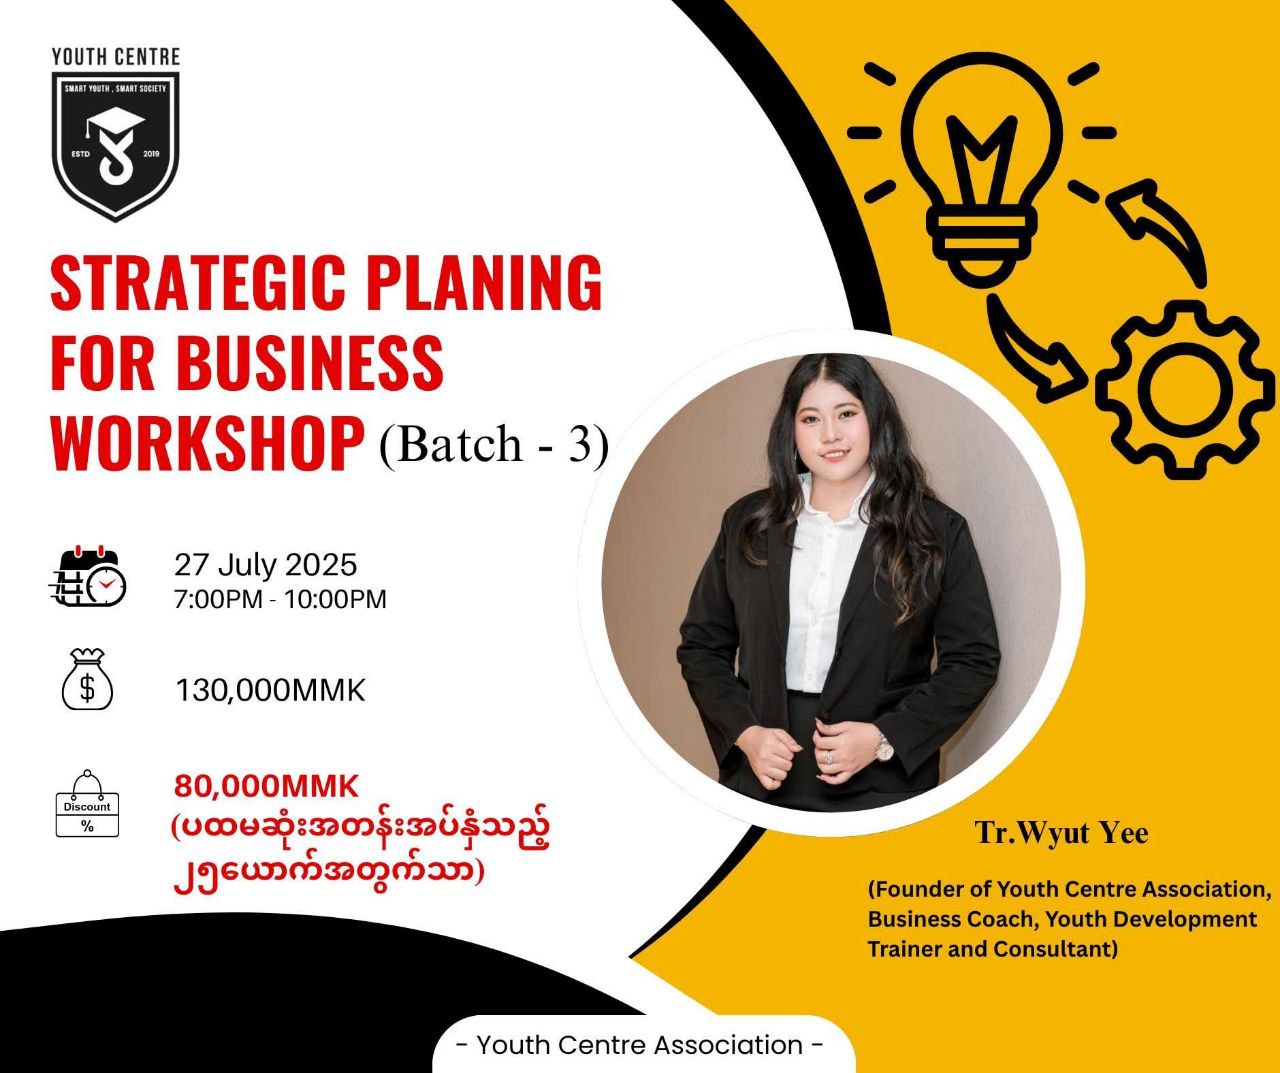 YOUTH CENTRE
SMART YOUTH , SMART SOCIETY
ESTD 2019
STRATEGIC PLANING
FOR BUSINESS
WORKSHOP (Batch - 3)
27 July 2025
7:00PM - 10:00PM
$
130,000MMK
Discount
%
80,000MMK
(ပထမဆုံးအတန်းအပ်နှံသည့်
၂၅ယောက်အတွက်သာ)
Tr.Wyut Yee
(Founder of Youth Centre Association,
Business Coach, Youth Development
Trainer and Consultant)
- Youth Centre Association -